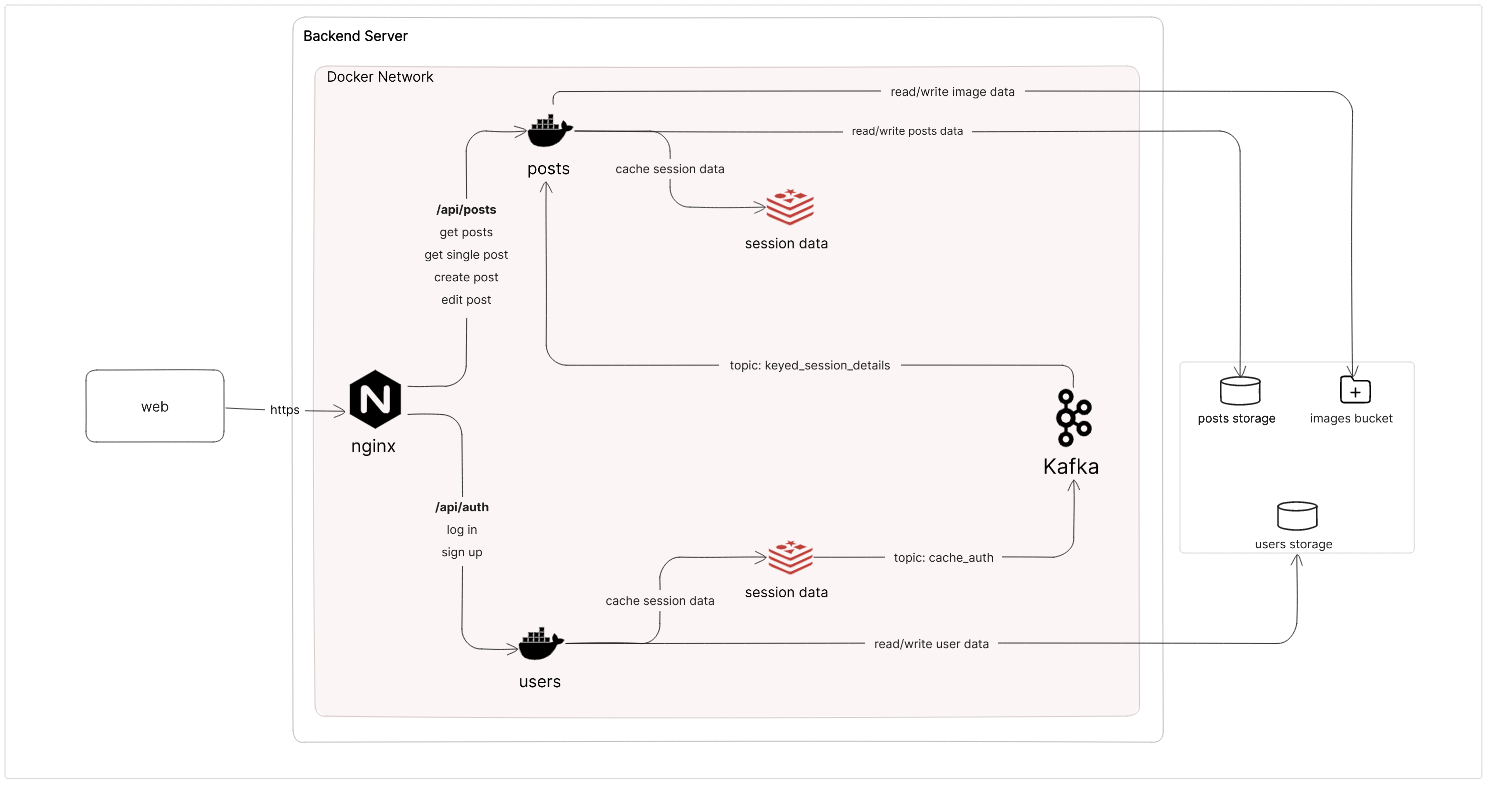 Backend Server
Docker Network
read/write image data
posts
read/write posts data
cache session data
session data
/api/posts
get posts
get single post
create post
edit post
topic: keyed_session_details
web
https
N
nginx
Kafka
posts storage
images bucket
/api/auth
log in
sign up
users storage
topic: cache_auth
session data
cache session data
read/write user data
users